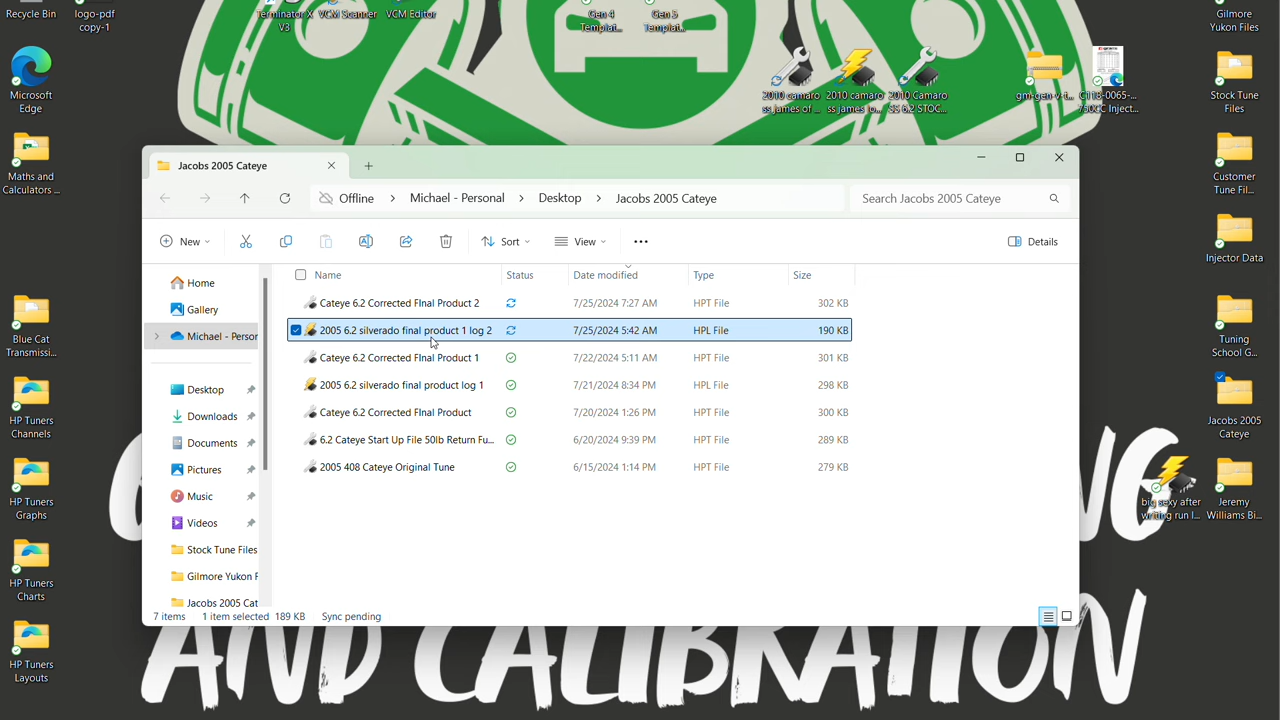 Recycle Bin
logo-pdf
copy-1
Terminator X
V3
VCM Scanner
VCM Editor
Gen 4
Templat...
Gen 5
Templat...
Gilmore
Yukon Files
Microsoft
Edge
2010 camaro
ss james of ...
2010 camaro
ss james
2010 Camaro
SS 6.2 STOC...
gm-gen-v-t...
C118-0065-...
Inject...
Stock Tune
Files
Maths and
Calculators ...
Customer
Tune Fil...
Injector Data
Blue Cat
Transmissi...
Tuning
School G...
HP Tuners
Channels
Jacobs 2005
Cateye
HP Tuners
Graphs
big sexy after
writing run l...
Jeremy
Williams Bi...
HP Tuners
Charts
HP Tuners
Layouts
Jacobs 2005 Cateye
Offline > Michael - Personal > Desktop > Jacobs 2005 Cateye
Search Jacobs 2005 Cateye
New
Sort
View
Details
Home
Gallery
Michael - Person
Desktop
Downloads
Documents
Pictures
Music
Videos
Stock Tune Files
Gilmore Yukon F
Jacobs 2005 Cat
Name Status Date modified Type Size
Cateye 6.2 Corrected FInal Product 2 7/25/2024 7:27 AM HPT File 302 KB
2005 6.2 silverado final product 1 log 2 7/25/2024 5:42 AM HPL File 190 KB
Cateye 6.2 Corrected FInal Product 1 7/22/2024 5:11 AM HPT File 301 KB
2005 6.2 silverado final product log 1 7/21/2024 8:34 PM HPL File 298 KB
Cateye 6.2 Corrected FInal Product 7/20/2024 1:26 PM HPT File 300 KB
6.2 Cateye Start Up File 50lb Return Fu... 6/20/2024 9:39 PM HPT File 289 KB
2005 408 Cateye Original Tune 6/15/2024 1:14 PM HPT File 279 KB
7 items 1 item selected 189 KB Sync pending
AND CALIBRATION